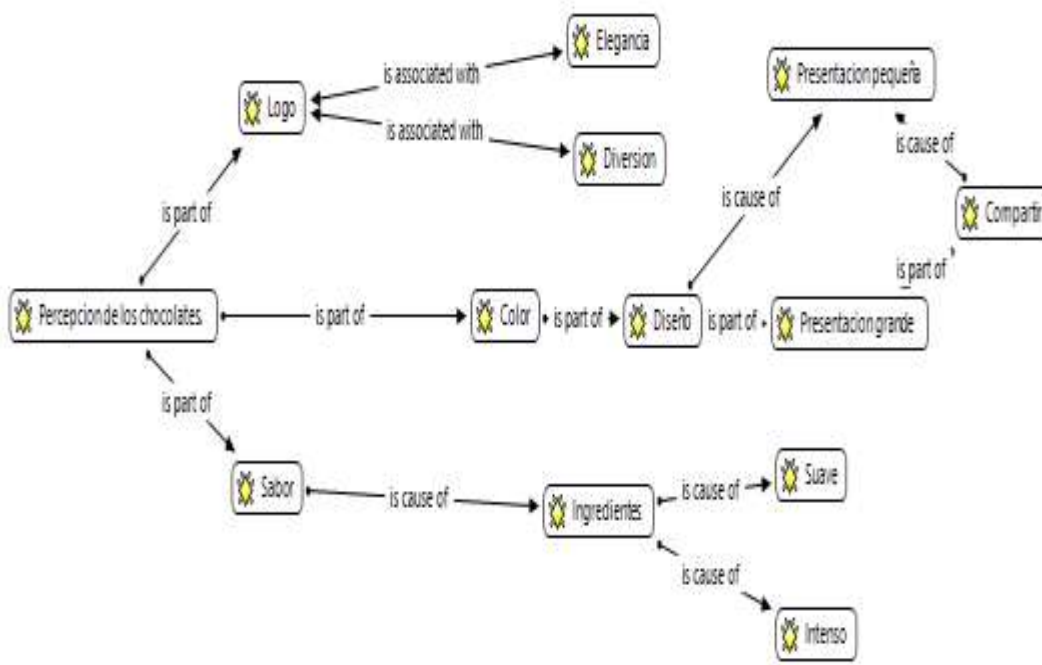 Elegancia
is associated with
Presentacion pequeña
Logo
is associated with
Diversion
is cause of
is cause of
is part of
Compartir
is part of
Percepcion de los chocolates.
is part of
Color
is part of
Diseño
is part of
Presentacion grande
is part of
Sabor
is cause of
Ingredientes
is cause of
Suave
is cause of
Intenso